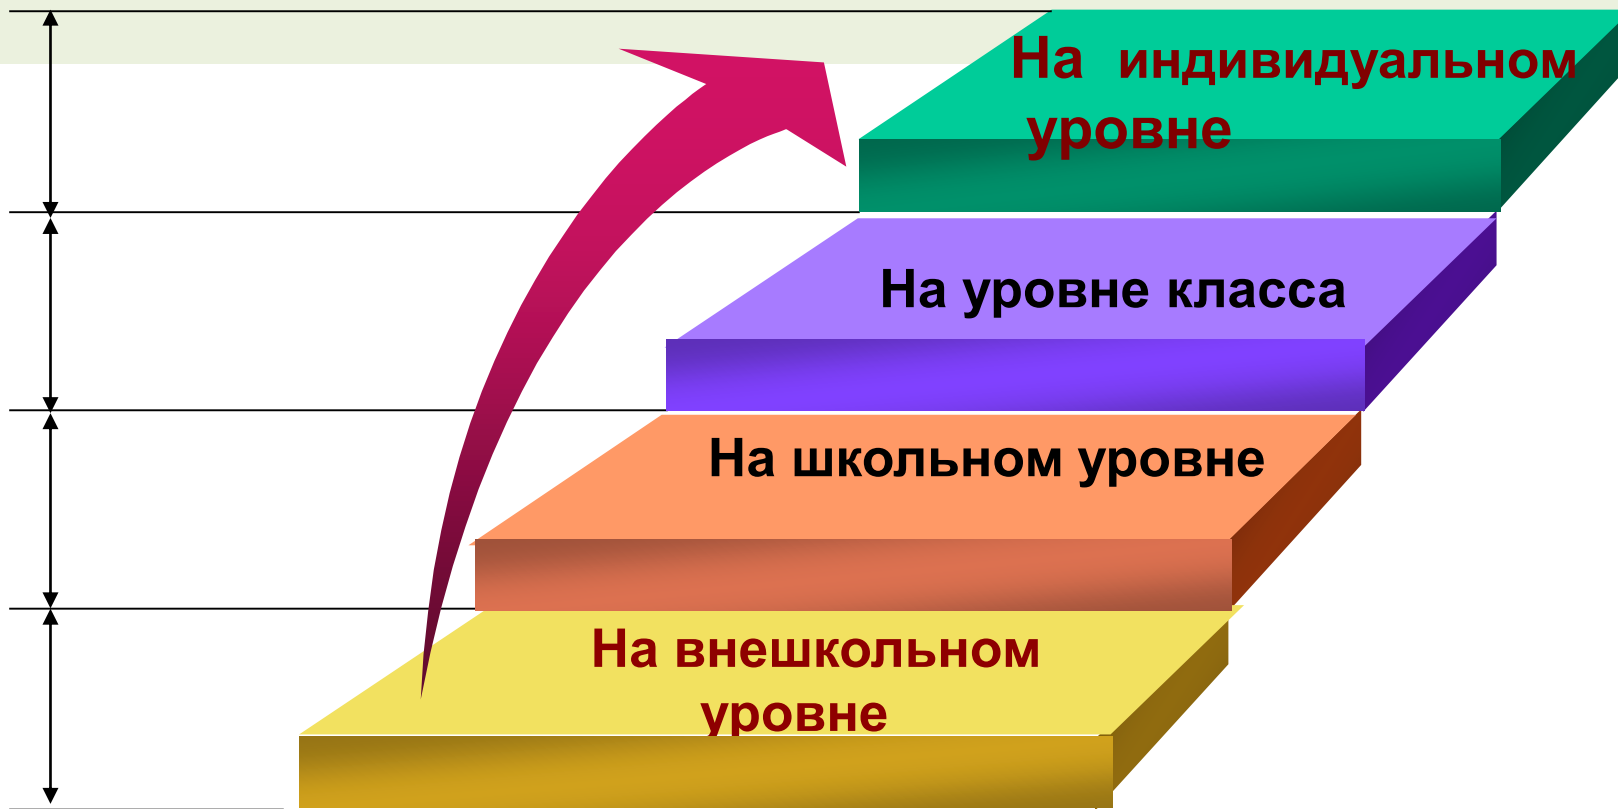 На индивидуальном
уровне
На уровне класса
На школьном уровне
На внешкольном
уровне